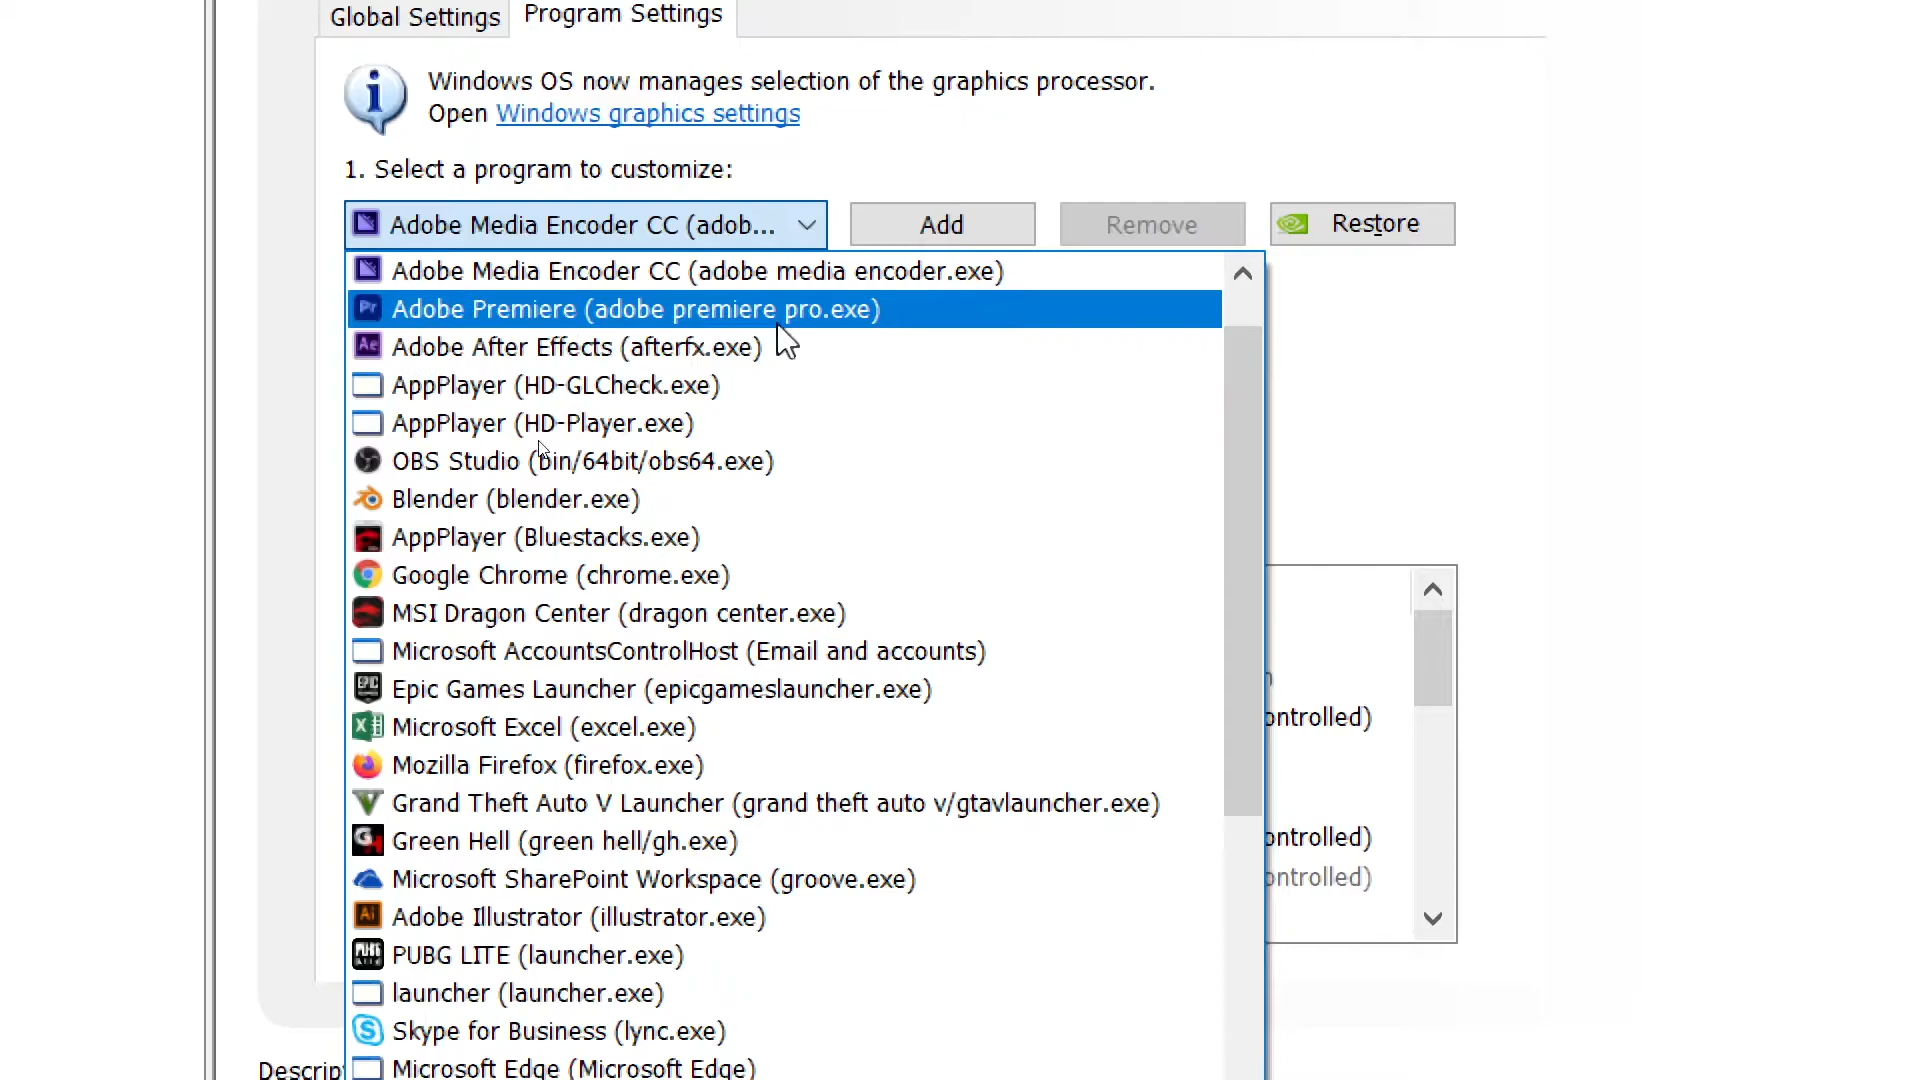 Global Settings
Program Settings
Windows OS now manages selection of the graphics processor.
Open Windows graphics settings
1. Select a program to customize:
Adobe Media Encoder CC (adob...
Add
Remove
Restore
Adobe Media Encoder CC (adobe media encoder.exe)
Adobe Premiere (adobe premiere pro.exe)
Adobe After Effects (afterfx.exe)
AppPlayer (HD-GLCheck.exe)
AppPlayer (HD-Player.exe)
OBS Studio (bin/64bit/obs64.exe)
Blender (blender.exe)
AppPlayer (Bluestacks.exe)
Google Chrome (chrome.exe)
MSI Dragon Center (dragon center.exe)
Microsoft AccountsControlHost (Email and accounts)
Epic Games Launcher (epicgameslauncher.exe)
Microsoft Excel (excel.exe)
ontrolled)
Mozilla Firefox (firefox.exe)
Grand Theft Auto V Launcher (grand theft auto v/gtavlauncher.exe)
Green Hell (green hell/gh.exe)
ontrolled)
Microsoft SharePoint Workspace (groove.exe)
ontrolled)
Adobe Illustrator (illustrator.exe)
PUBG LITE (launcher.exe)
launcher (launcher.exe)
Skype for Business (lync.exe)
Microsoft Edge (Microsoft Edge)
Descrip